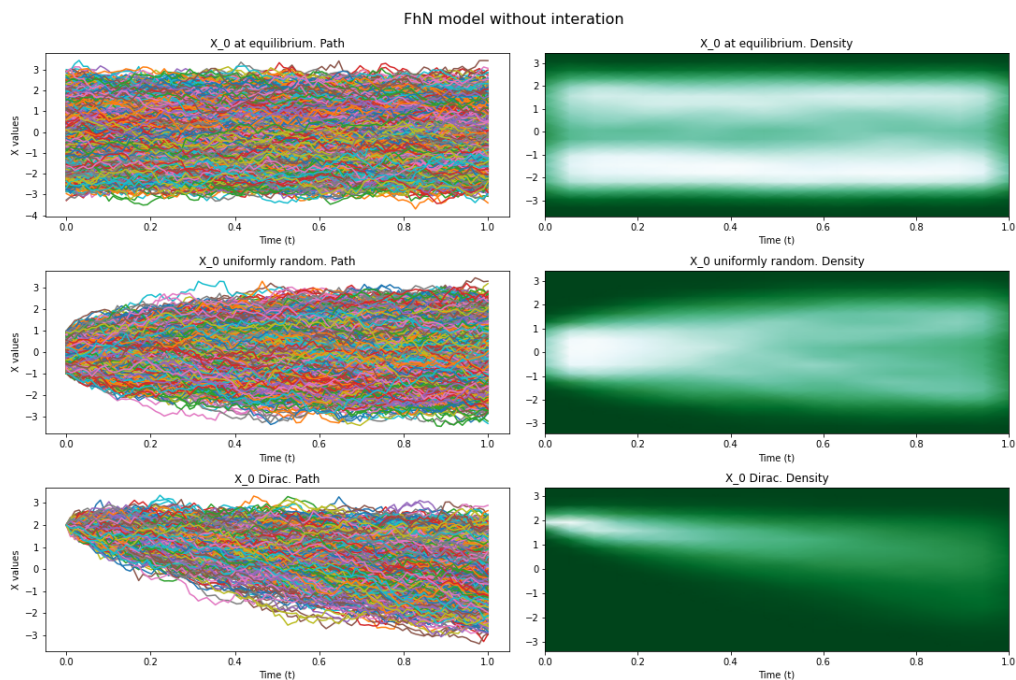 FhN model without interation
X_0 at equilibrium. Path
X_0 at equilibrium. Density
X values
3
2
1
0
−1
−2
−3
−4
0.0 0.2 0.4 0.6 0.8 1.0
Time (t)
3
2
1
0
−1
−2
−3
0.0 0.2 0.4 0.6 0.8 1.0
Time (t)
X_0 uniformly random. Path
X_0 uniformly random. Density
X values
3
2
1
0
−1
−2
−3
0.0 0.2 0.4 0.6 0.8 1.0
Time (t)
3
2
1
0
−1
−2
−3
0.0 0.2 0.4 0.6 0.8 1.0
Time (t)
X_0 Dirac. Path
X_0 Dirac. Density
X values
3
2
1
0
−1
−2
−3
0.0 0.2 0.4 0.6 0.8 1.0
Time (t)
3
2
1
0
−1
−2
−3
0.0 0.2 0.4 0.6 0.8 1.0
Time (t)